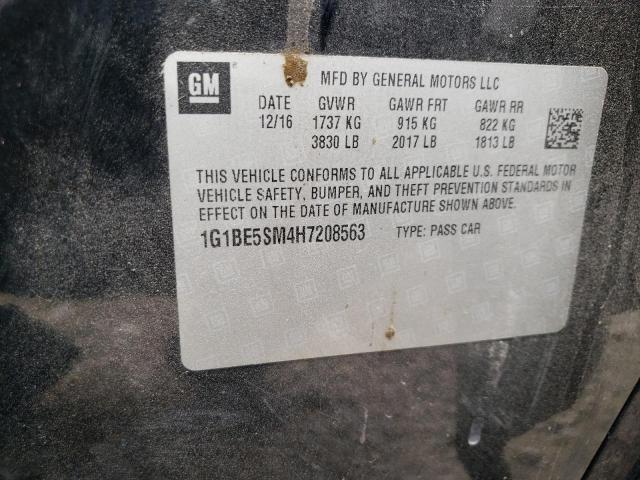 GM
MFD BY GENERAL MOTORS LLC
DATE GVWR GAWR FRT GAWR RR
12/16 1737 KG 915 KG 822 KG
3830 LB 2017 LB 1813 LB
THIS VEHICLE CONFORMS TO ALL APPLICABLE U.S. FEDERAL MOTOR
VEHICLE SAFETY, BUMPER, AND THEFT PREVENTION STANDARDS IN
EFFECT ON THE DATE OF MANUFACTURE SHOWN ABOVE.
1G1BE5SM4H7208563 TYPE: PASS CAR